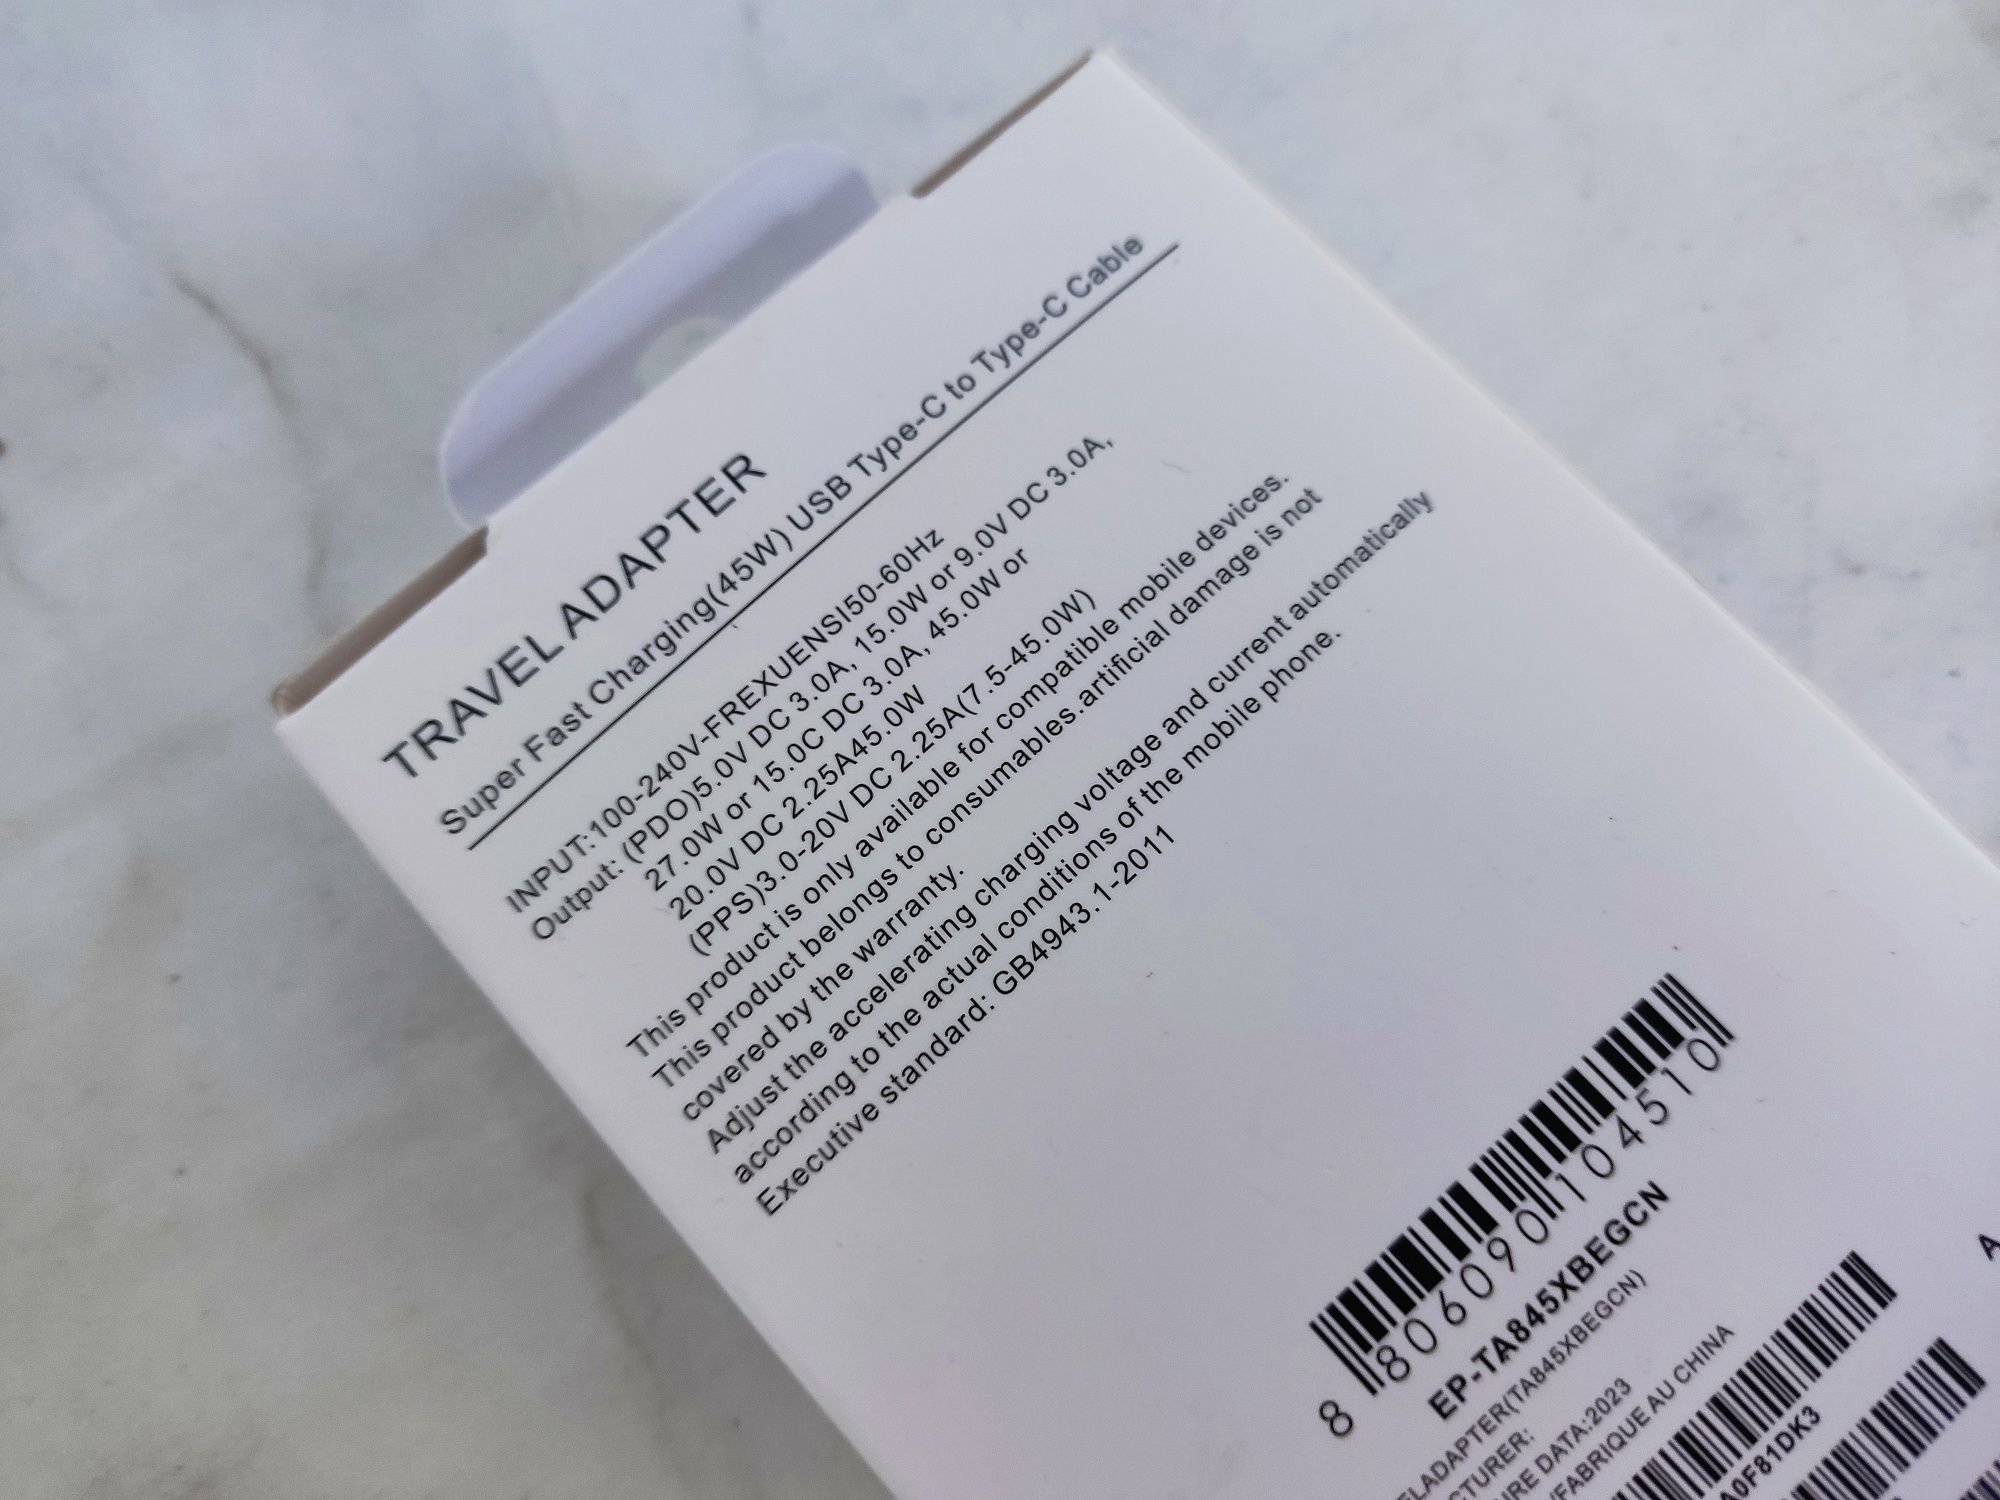 TRAVEL ADAPTER
Super Fast Charging(45W) USB Type-C to Type-C Cable
INPUT:100-240V-FREXUENSI50-60Hz
Output: (PDO)5.0V DC 3.0A, 15.0W or 9.0V DC 3.0A,
27.0W or 15.0C DC 3.0A, 45.0W or
20.0V DC 2.25A45.0W
(PPS)3.0-20V DC 2.25A(7.5-45.0W)
This product is only available for compatible mobile devices.
This product belongs to consumables.artificial damage is not
covered by the warranty.
Adjust the accelerating charging voltage and current automatically
according to the actual conditions of the mobile phone.
Executive standard: GB4943.1-2011
8 806090 104510
EP-TA845XBEGCN
ELADAPTER(TA845XBEGCN)
CTURER:
URE DATA:2023
/FABRIQUE AU CHINA
A0F81DK3
A